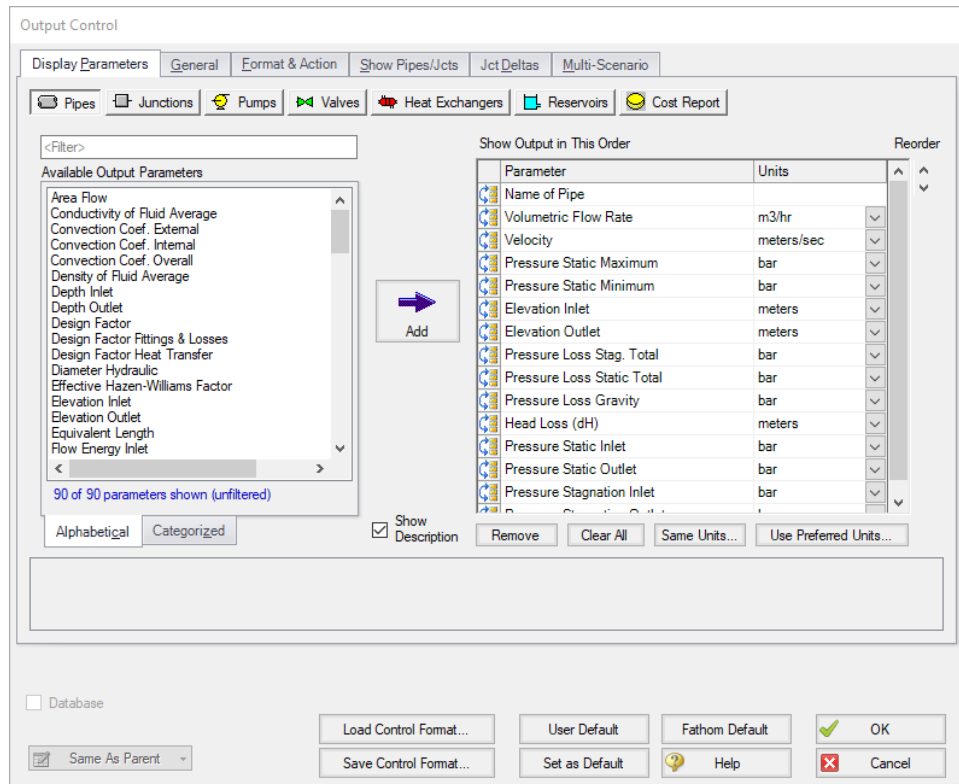 Output Control
Display Parameters General Format & Action Show Pipes/Jcts Jct Deltas Multi-Scenario
Pipes Junctions Pumps Valves Heat Exchangers Reservoirs Cost Report
<Filter>
Show Output in This Order Reorder
Available Output Parameters
Area Flow
Conductivity of Fluid Average
Convection Coef. External
Convection Coef. Internal
Convection Coef. Overall
Density of Fluid Average
Depth Inlet
Depth Outlet
Design Factor
Design Factor Fittings & Losses
Design Factor Heat Transfer
Diameter Hydraulic
Effective Hazen-Williams Factor
Elevation Inlet
Elevation Outlet
Equivalent Length
Flow Energy Inlet
90 of 90 parameters shown (unfiltered)
Alphabetical Categorized
Add
Show
Description
Parameter Units
Name of Pipe
Volumetric Flow Rate m3/hr
Velocity meters/sec
Pressure Static Maximum bar
Pressure Static Minimum bar
Elevation Inlet meters
Elevation Outlet meters
Pressure Loss Stag. Total bar
Pressure Loss Static Total bar
Pressure Loss Gravity bar
Head Loss (dH) meters
Pressure Static Inlet bar
Pressure Static Outlet bar
Pressure Stagnation Inlet bar
Remove Clear All Same Units... Use Preferred Units...
Database
Load Control Format... User Default Fathom Default OK
Same As Parent Save Control Format... Set as Default Help Cancel